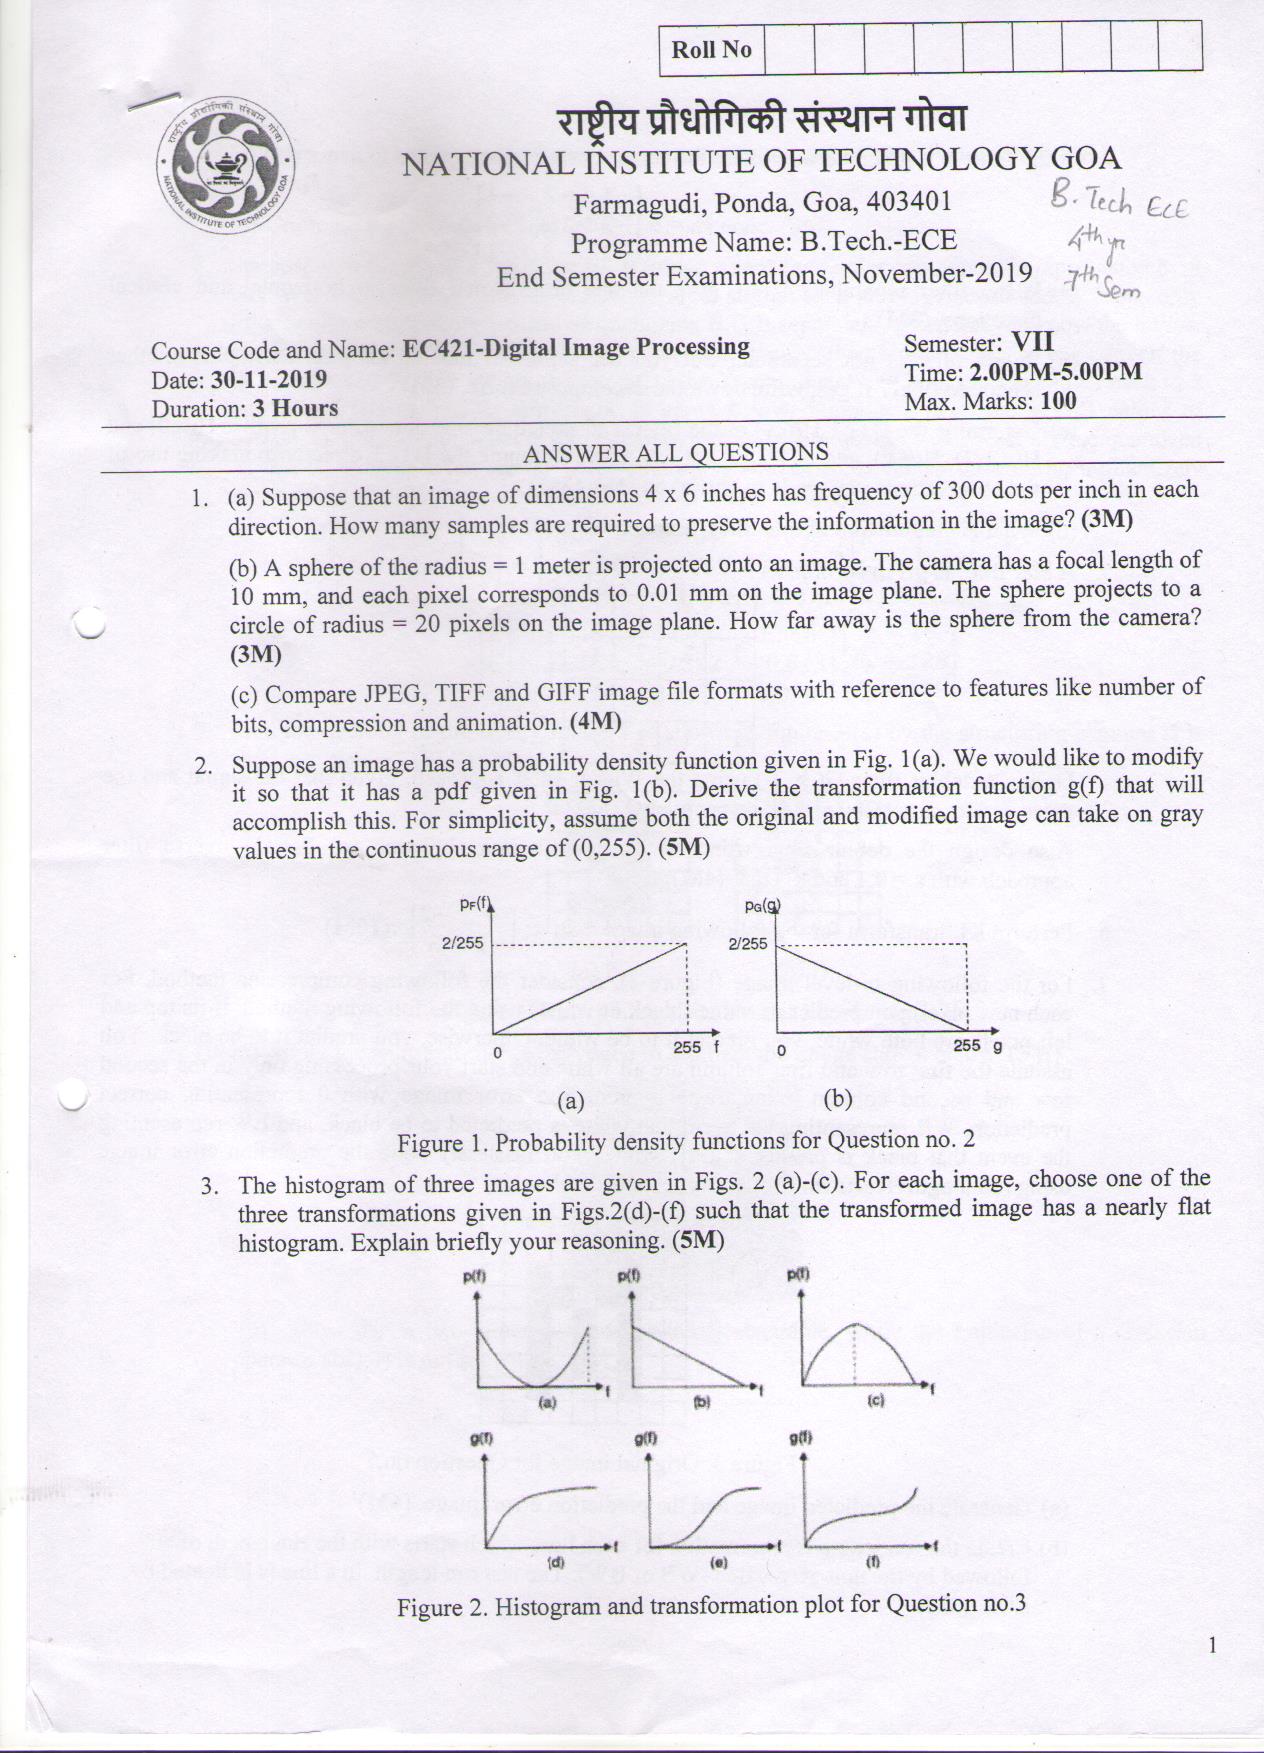 Roll No
राष्ट्रीय प्रौधोगिकी संस्थान गोवा
NATIONAL INSTITUTE OF TECHNOLOGY GOA
Farmagudi, Ponda, Goa, 403401
B. Tech ECE
Programme Name: B.Tech.-ECE
4th yr
End Semester Examinations, November-2019
7th Sem
Course Code and Name: EC421-Digital Image Processing
Semester: VII
Date: 30-11-2019
Time: 2.00PM-5.00PM
Duration: 3 Hours
Max. Marks: 100
ANSWER ALL QUESTIONS
1. (a) Suppose that an image of dimensions 4 x 6 inches has frequency of 300 dots per inch in each
direction. How many samples are required to preserve the information in the image? (3M)
(b) A sphere of the radius = 1 meter is projected onto an image. The camera has a focal length of
10 mm, and each pixel corresponds to 0.01 mm on the image plane. The sphere projects to a
circle of radius = 20 pixels on the image plane. How far away is the sphere from the camera?
(3M)
(c) Compare JPEG, TIFF and GIFF image file formats with reference to features like number of
bits, compression and animation. (4M)
2. Suppose an image has a probability density function given in Fig. 1(a). We would like to modify
it so that it has a pdf given in Fig. 1(b). Derive the transformation function g(f) that will
accomplish this. For simplicity, assume both the original and modified image can take on gray
values in the continuous range of (0,255). (5M)
pF(f) pG(g)
2/255 2/255
0 255 f 0 255 g
(a) (b)
Figure 1. Probability density functions for Question no. 2
3. The histogram of three images are given in Figs. 2 (a)-(c). For each image, choose one of the
three transformations given in Figs.2(d)-(f) such that the transformed image has a nearly flat
histogram. Explain briefly your reasoning. (5M)
p(f) p(f) p(f)
f f f
(a) (b) (c)
g(f) g(f) g(f)
f f f
(d) (e) (f)
Figure 2. Histogram and transformation plot for Question no.3
1